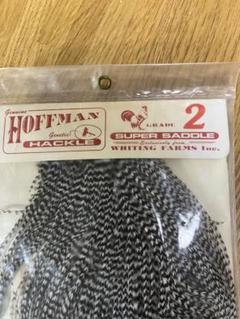 Genuine
HOFFMAN
Genetic!
HACKLE
GRADE 2
SUPER SADDLE
Exclusively from
WHITING FARMS Inc.